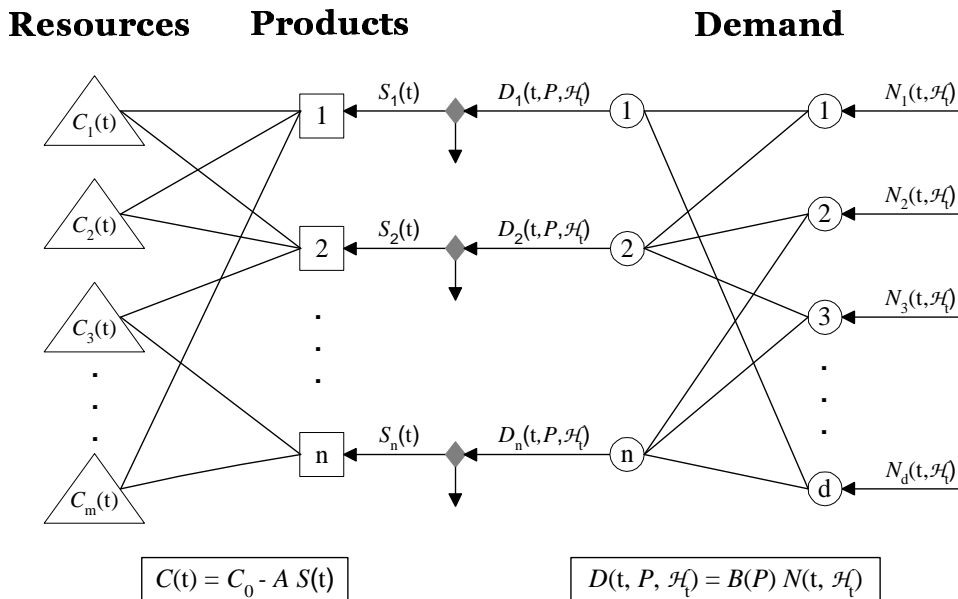 Resources Products Demand
S₁(t) D₁(t,P,ℋₜ) N₁(t,ℋₜ)
C₁(t) 1 1 1
N₂(t,ℋₜ)
C₂(t) 2
S₂(t) D₂(t,P,ℋₜ)
2 2
N₃(t,ℋₜ)
C₃(t) 3
Sₙ(t) Dₙ(t,P,ℋₜ)
n n
N_d(t,ℋₜ)
Cₘ(t) d
C(t) = C₀ - A S(t) D(t, P, ℋₜ) = B(P) N(t, ℋₜ)